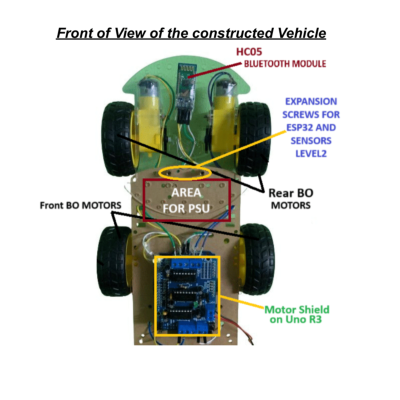 Front of View of the constructed Vehicle
HC05
BLUETOOTH MODULE
EXPANSION
SCREWS FOR
ESP32 AND
SENSORS
LEVEL2
AREA
FOR PSU
Rear BO
MOTORS
Front BO MOTORS
Motor Shield
on Uno R3